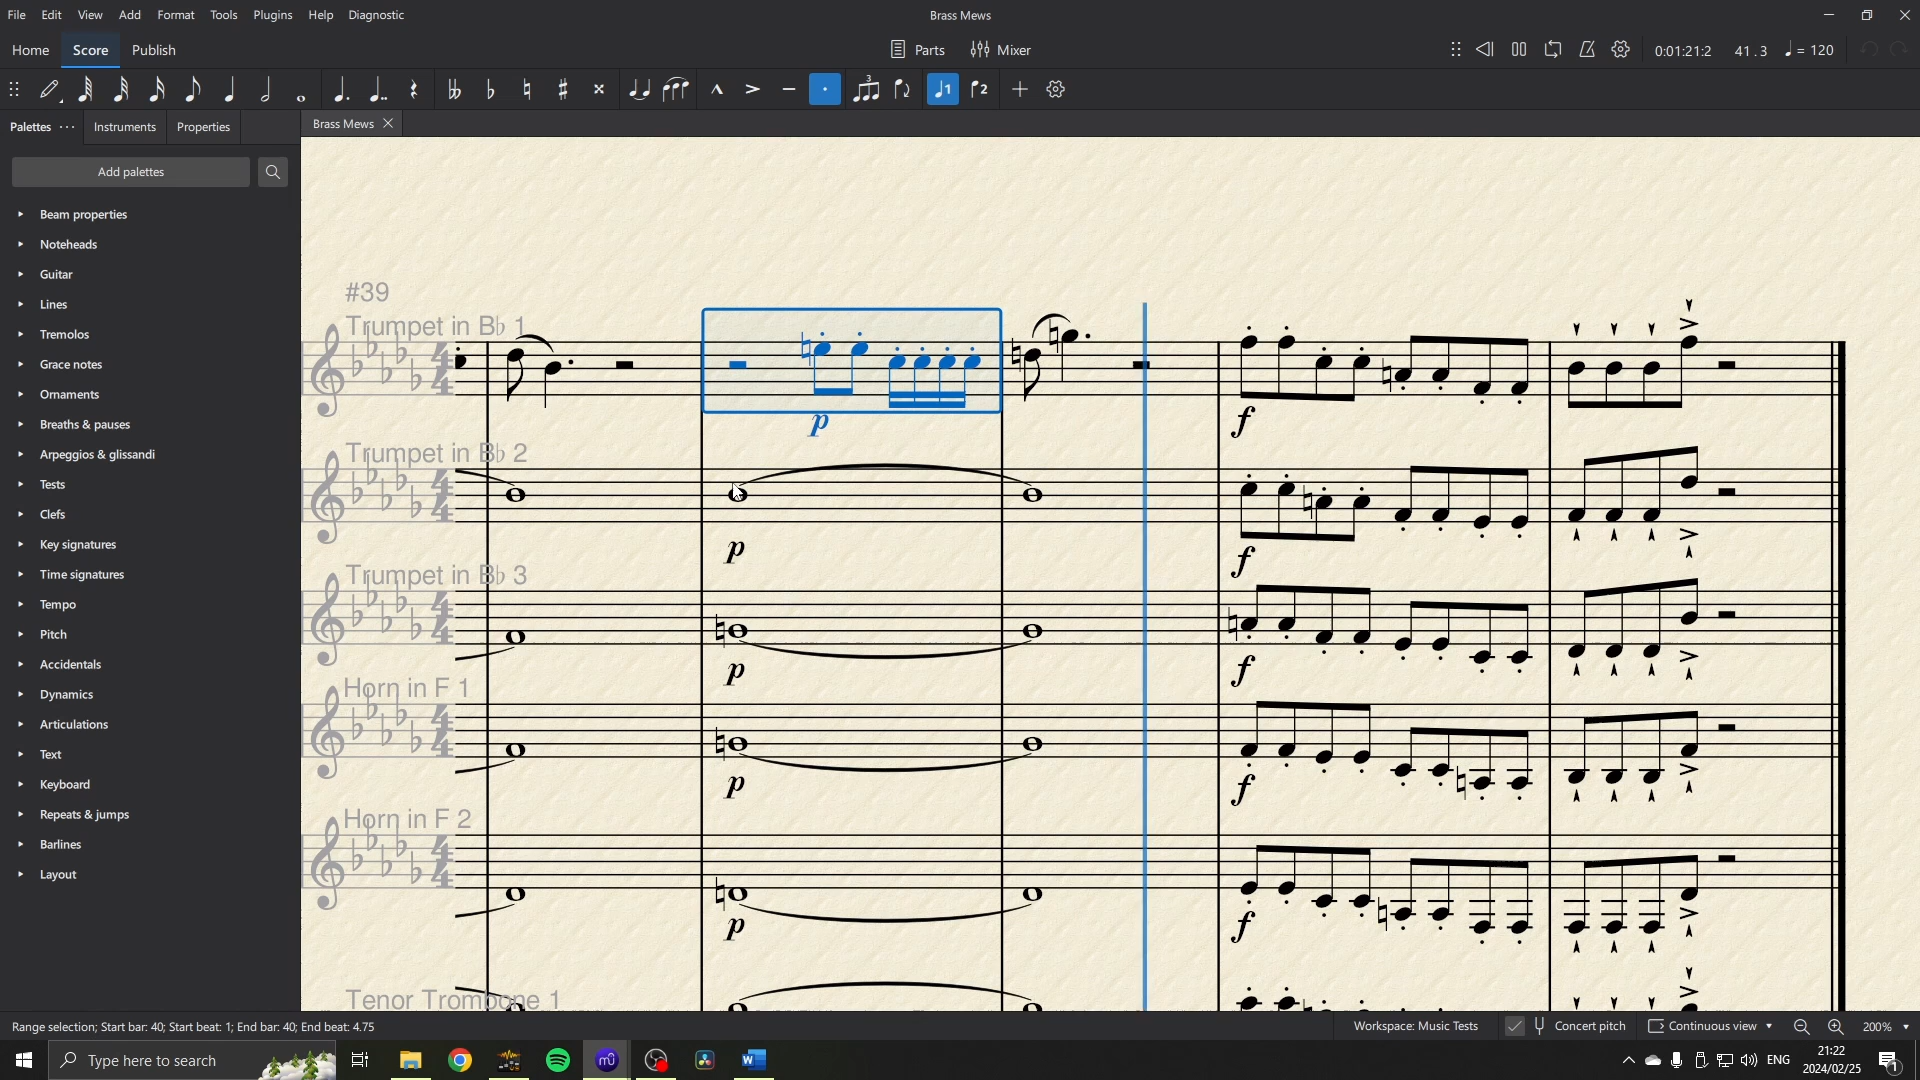 File Edit View Add Format Tools Plugins Help Diagnostic
Brass Mews
Home Score Publish
Parts Mixer
0:01:21:2 41 . 3 = 120
3 1 2
Palettes ··· Instruments Properties
Brass Mews
Add palettes
Beam properties
Noteheads
Guitar
Lines
Tremolos
Grace notes
Ornaments
Breaths & pauses
Arpeggios & glissandi
Tests
Clefs
Key signatures
Time signatures
Tempo
Pitch
Accidentals
Dynamics
Articulations
Text
Keyboard
Repeats & jumps
Barlines
Layout
#39
Trumpet in B♭ 1
p f
Trumpet in B♭ 2
p f
Trumpet in B♭ 3
p f
Horn in F 1
p f
Horn in F 2
p f
Tenor Trombone 1
Range selection; Start bar: 40; Start beat: 1; End bar: 40; End beat: 4.75
Workspace: Music Tests Concert pitch Continuous view 200%
Type here to search
ENG
21:22
2024/02/25
1